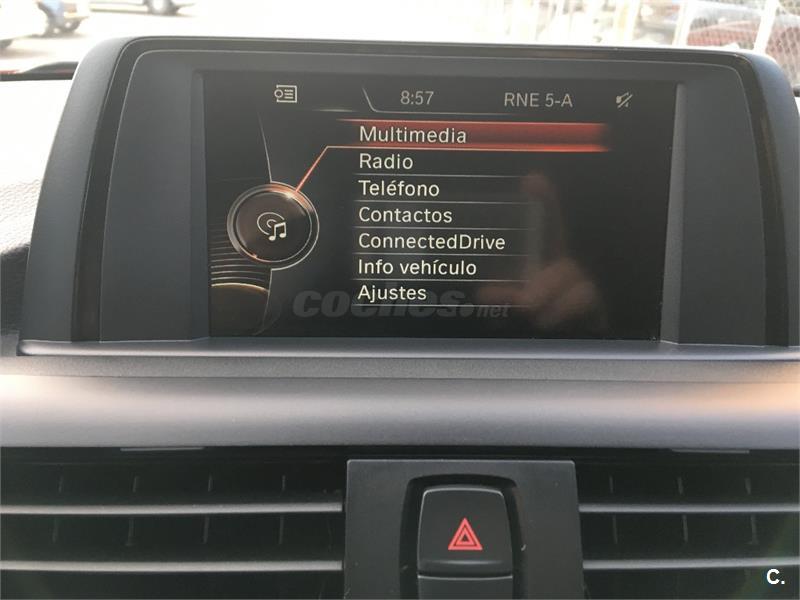 8:57 RNE 5-A
Multimedia
Radio
Teléfono
Contactos
ConnectedDrive
Info vehículo
Ajustes
coches.net
C.